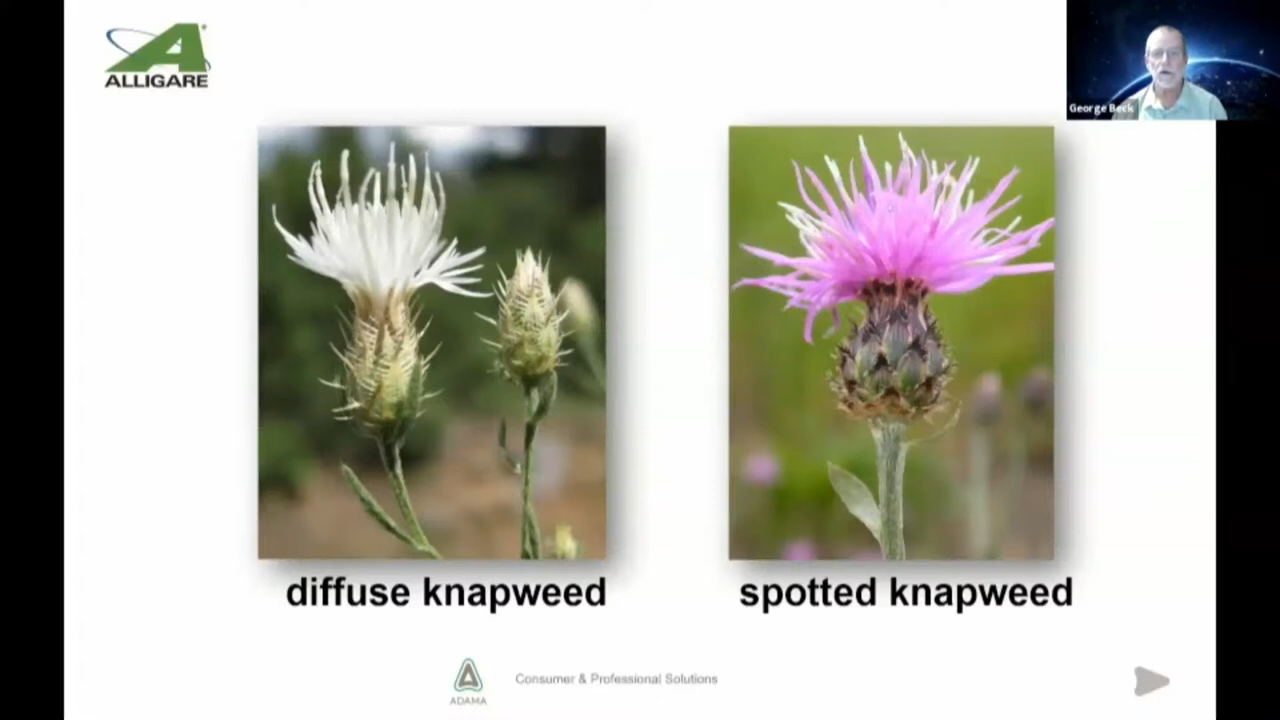 ALLIGARE
George Beck
diffuse knapweed
spotted knapweed
ADAMA
Consumer & Professional Solutions